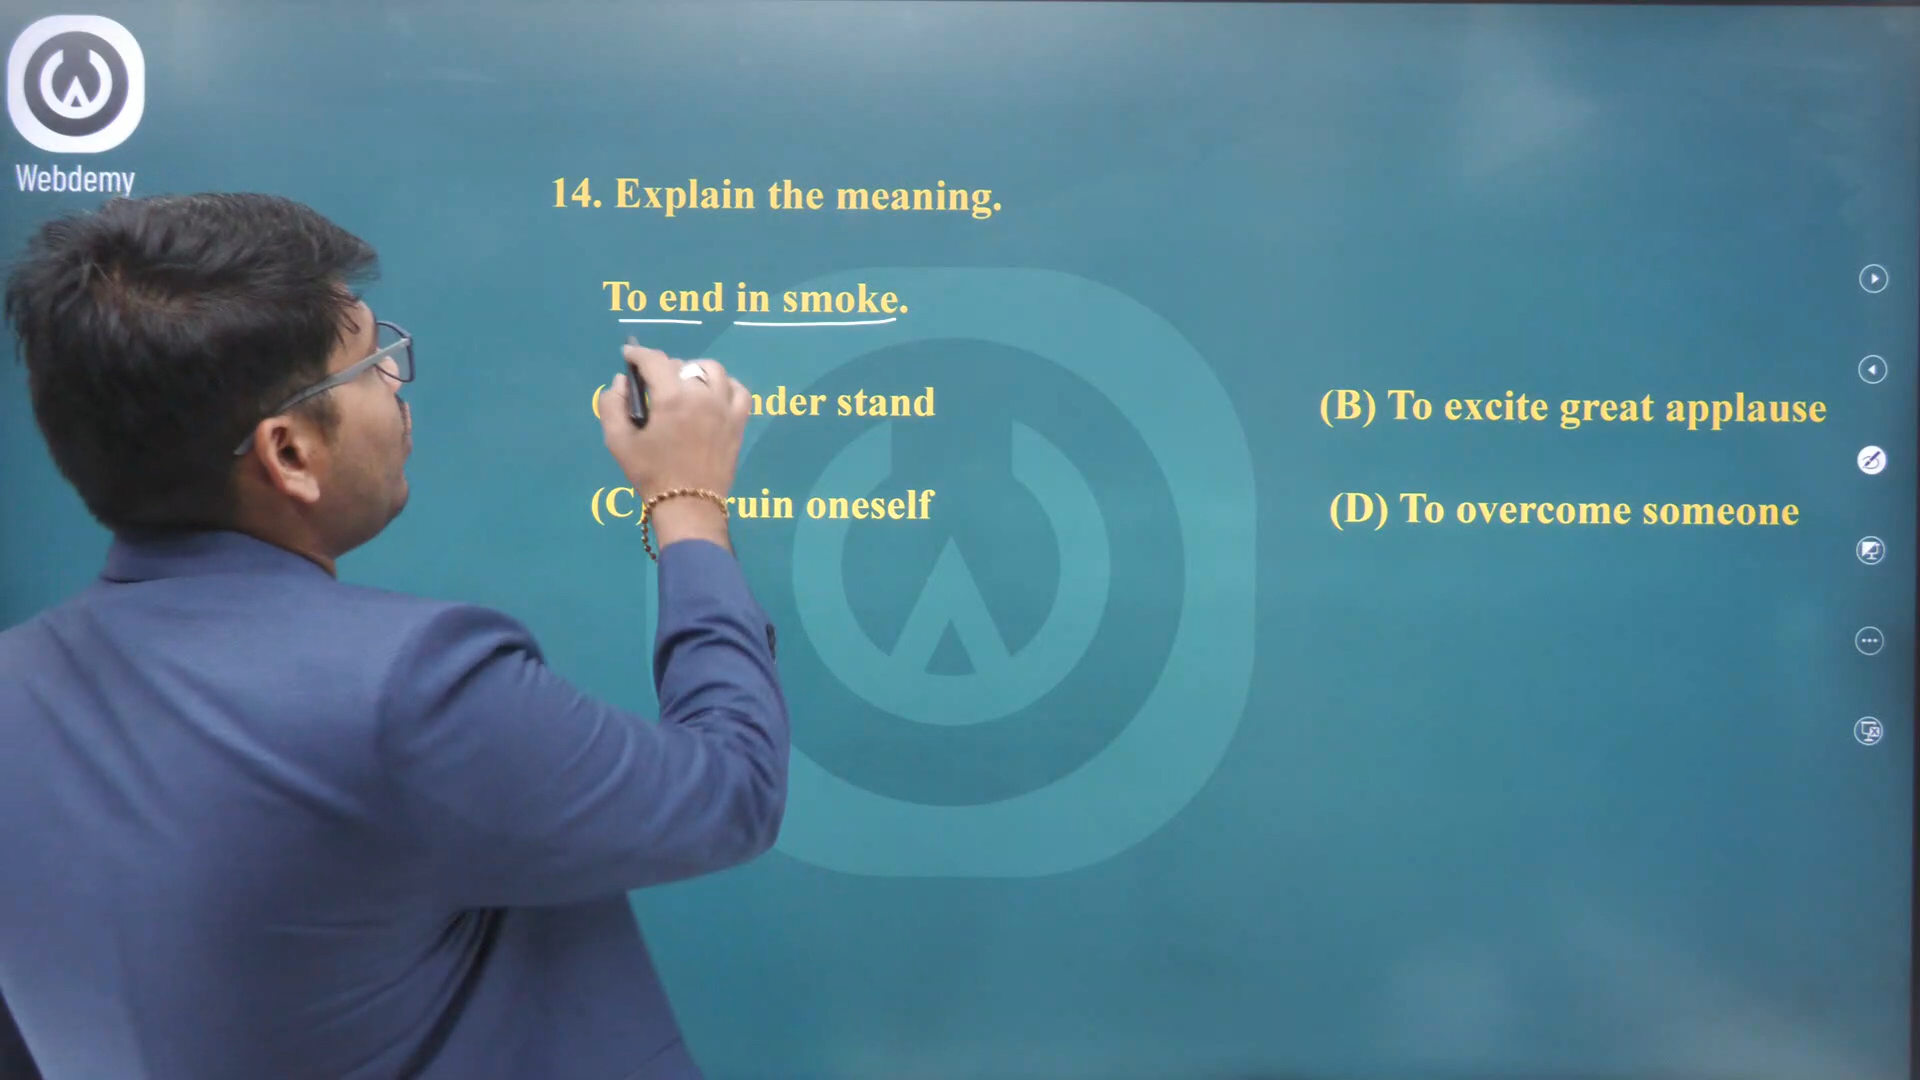 Webdemy
14. Explain the meaning.
To end in smoke.
stand
(B) To excite great applause
(C) ruin oneself
(D) To overcome someone